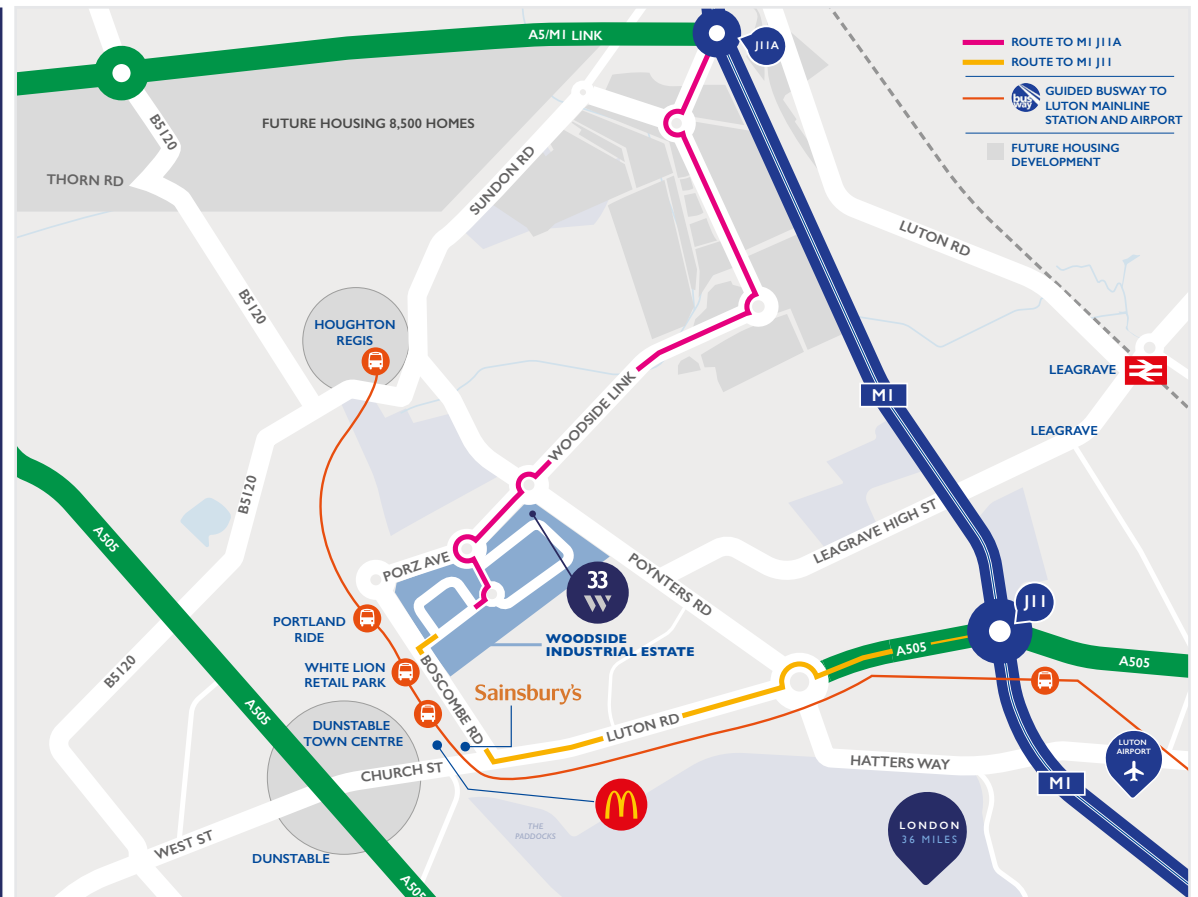 A5/M1 LINK
J11A
ROUTE TO M1 J11A
ROUTE TO M1 J11
bus
way
GUIDED BUSWAY TO
LUTON MAINLINE
STATION AND AIRPORT
FUTURE HOUSING
DEVELOPMENT
B5120
FUTURE HOUSING 8,500 HOMES
THORN RD
SUNDON RD
LUTON RD
B5120
HOUGHTON
REGIS
LEAGRAVE
M1
WOODSIDE LINK
LEAGRAVE
B5120
A505
LEAGRAVE HIGH ST
PORZ AVE
POYNTERS RD
33
W
J11
PORTLAND
RIDE
WOODSIDE
INDUSTRIAL ESTATE
A505
A505
B5120
WHITE LION
RETAIL PARK
BOSCOMBE RD
Sainsbury's
A505
DUNSTABLE
TOWN CENTRE
LUTON RD
CHURCH ST
HATTERS WAY
LUTON
AIRPORT
M1
THE
PADDOCKS
LONDON
36 MILES
WEST ST
DUNSTABLE
A505